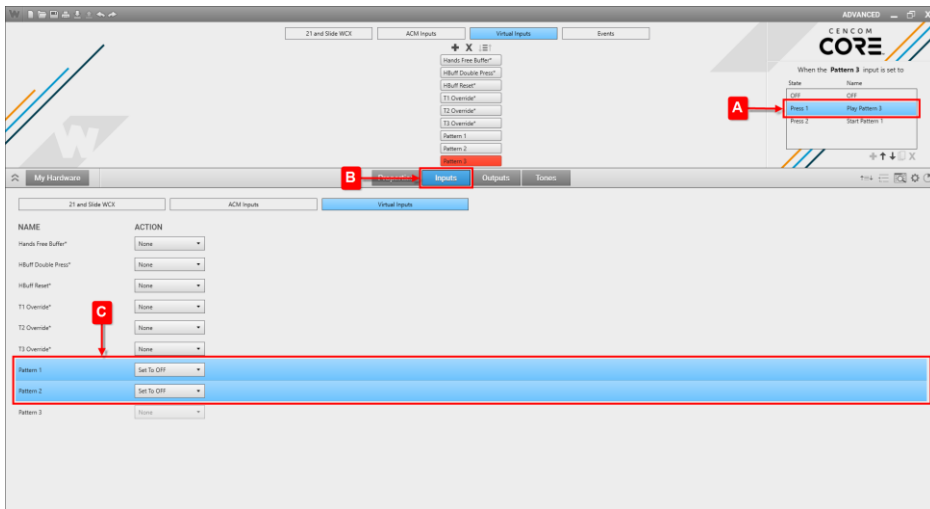 ADVANCED
21 and Slide WCX ACM Inputs Virtual Inputs Events
CENCOM
CORE
Hands Free Buffer*
HBuff Double Press*
HBuff Reset*
T1 Override*
T2 Override*
T3 Override*
Pattern 1
Pattern 2
Pattern 3
When the Pattern 3 input is set to
State Name
OFF OFF
A
Press 1 Play Pattern 3
Press 2 Start Pattern 1
My Hardware B Properties Inputs Outputs Tones
21 and Slide WCX ACM Inputs Virtual Inputs
NAME ACTION
Hands Free Buffer* None
HBuff Double Press* None
HBuff Reset* None
T1 Override* None
C
T2 Override* None
T3 Override* None
Pattern 1 Set To OFF
Pattern 2 Set To OFF
Pattern 3 None